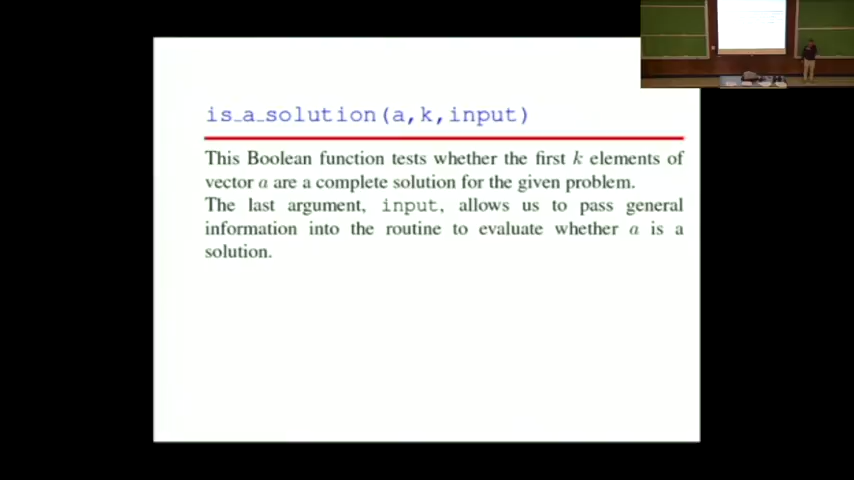 is_a_solution(a,k,input)
This Boolean function tests whether the first k elements of
vector a are a complete solution for the given problem.
The last argument, input, allows us to pass general
information into the routine to evaluate whether a is a
solution.